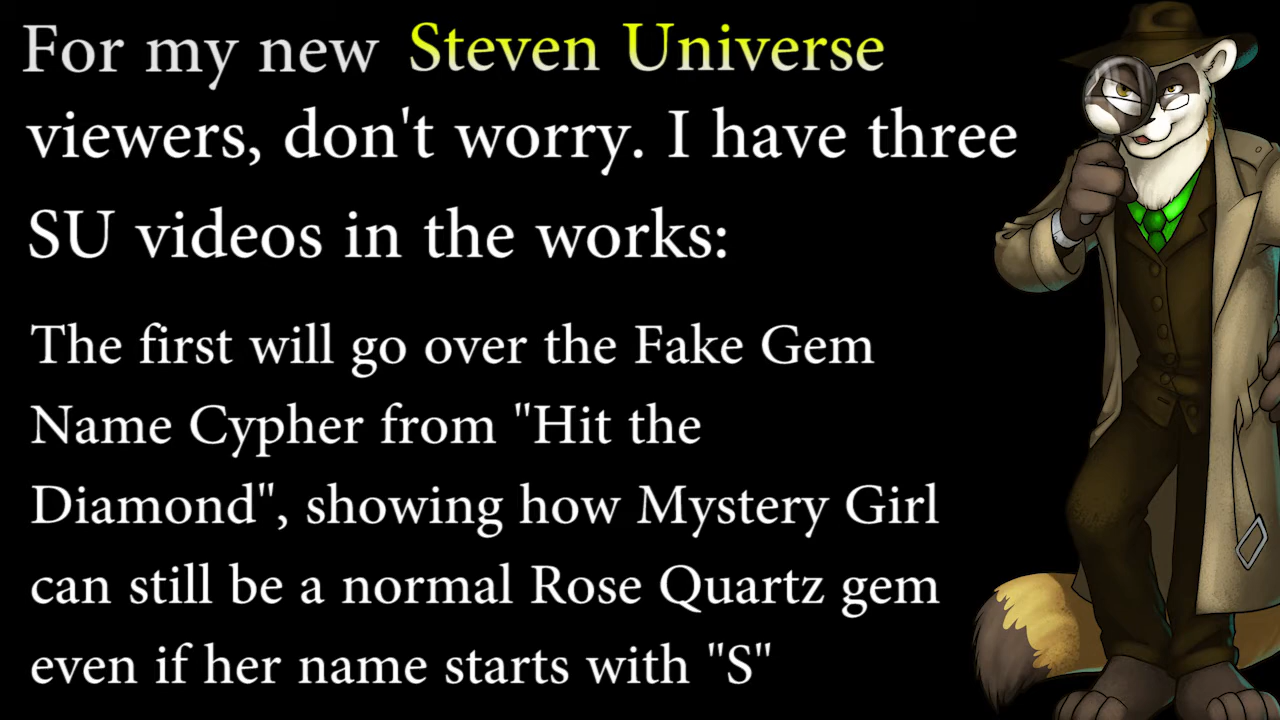 For my new Steven Universe
viewers, don't worry. I have three
SU videos in the works:
The first will go over the Fake Gem
Name Cypher from "Hit the
Diamond", showing how Mystery Girl
can still be a normal Rose Quartz gem
even if her name starts with "S"